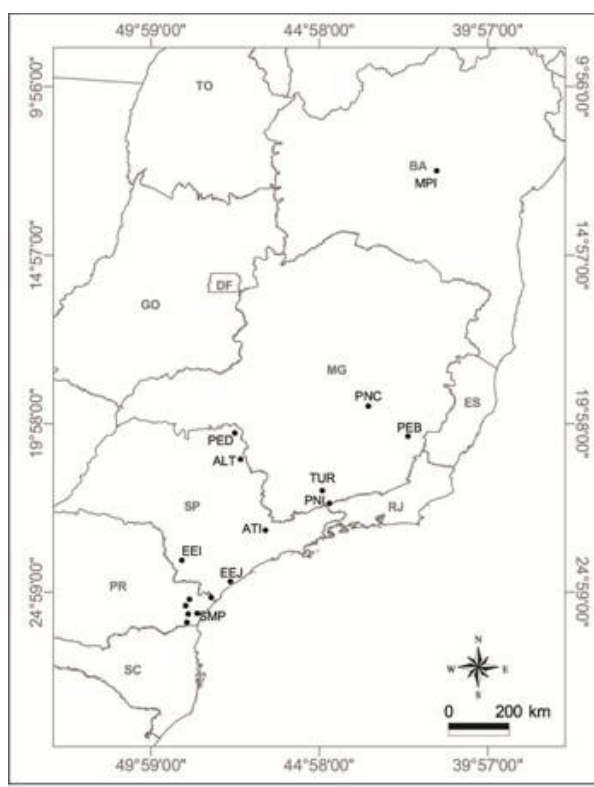 49°59'00" 44°58'00" 39°57'00"
9°56'00" 9°56'00"
TO
BA
MPI
14°57'00" 14°57'00"
DF
GO
MG
PNC
ES
19°58'00" 19°58'00"
PED
PEB
ALT
TUR
SP
PNI
RJ
ATI
EEI
EEJ
PR
24°59'00" 24°59'00"
SMP
SC
N
W E
S
0 200 km
49°59'00" 44°58'00" 39°57'00"